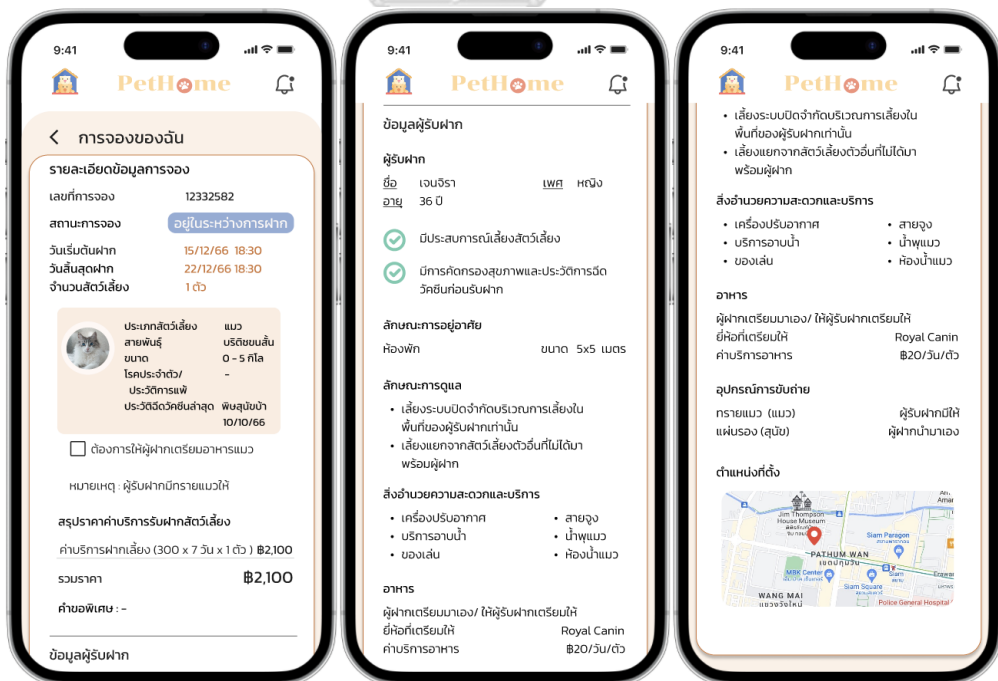 9:41
PetHome
การจองของฉัน
รายละเอียดข้อมูลการจอง
เลขที่การจอง 12332582
สถานะการจอง อยู่ในระหว่างการฝาก
วันเริ่มต้นฝาก 15/12/66 18:30
วันสิ้นสุดฝาก 22/12/66 18:30
จำนวนสัตว์เลี้ยง 1 ตัว
ประเภทสัตว์เลี้ยง แมว
สายพันธุ์ บริติชขนสั้น
ขนาด 0 - 5 กิโล
โรคประจำตัว/ -
ประวัติการแพ้
ประวัติฉีดวัคซีนล่าสุด พิษสุนัขบ้า
10/10/66
ต้องการให้ผู้ฝากเตรียมอาหารแมว
หมายเหตุ : ผู้รับฝากมีทรายแมวให้
สรุปราคาค่าบริการรับฝากสัตว์เลี้ยง
ค่าบริการฝากเลี้ยง (300 x 7 วัน x 1 ตัว ) ฿2,100
รวมราคา ฿2,100
คำขอพิเศษ : -
ข้อมูลผู้รับฝาก
9:41
PetHome
ข้อมูลผู้รับฝาก
ผู้รับฝาก
ชื่อ เจนจิรา เพศ หญิง
อายุ 36 ปี
มีประสบการณ์เลี้ยงสัตว์เลี้ยง
มีการคัดกรองสุขภาพและประวัติการฉีด
วัคซีนก่อนรับฝาก
ลักษณะการอยู่อาศัย
ห้องพัก ขนาด 5x5 เมตร
ลักษณะการดูแล
• เลี้ยงระบบปิดจำกัดบริเวณการเลี้ยงใน
พื้นที่ของผู้รับฝากเท่านั้น
• เลี้ยงแยกจากสัตว์เลี้ยงตัวอื่นที่ไม่ได้มา
พร้อมผู้ฝาก
สิ่งอำนวยความสะดวกและบริการ
• เครื่องปรับอากาศ • สายจูง
• บริการอาบน้ำ • น้ำพุแมว
• ของเล่น • ห้องน้ำแมว
อาหาร
ผู้ฝากเตรียมมาเอง/ ให้ผู้รับฝากเตรียมให้
ยี่ห้อที่เตรียมให้ Royal Canin
ค่าบริการอาหาร ฿20/วัน/ตัว
9:41
PetHome
• เลี้ยงระบบปิดจำกัดบริเวณการเลี้ยงใน
พื้นที่ของผู้รับฝากเท่านั้น
• เลี้ยงแยกจากสัตว์เลี้ยงตัวอื่นที่ไม่ได้มา
พร้อมผู้ฝาก
สิ่งอำนวยความสะดวกและบริการ
• เครื่องปรับอากาศ • สายจูง
• บริการอาบน้ำ • น้ำพุแมว
• ของเล่น • ห้องน้ำแมว
อาหาร
ผู้ฝากเตรียมมาเอง/ ให้ผู้รับฝากเตรียมให้
ยี่ห้อที่เตรียมให้ Royal Canin
ค่าบริการอาหาร ฿20/วัน/ตัว
อุปกรณ์การขับถ่าย
ทรายแมว (แมว) ผู้รับฝากมีให้
แผ่นรอง (สุนัข) ผู้ฝากนำมาเอง
ตำแหน่งที่ตั้ง
Jim Thompson
House Museum
Siam Paragon
PATHUM WAN
เขตปทุมวัน
MBK Center
Siam
Siam Square
WANG MAI
แขวงวังใหม่
Police General Hospital